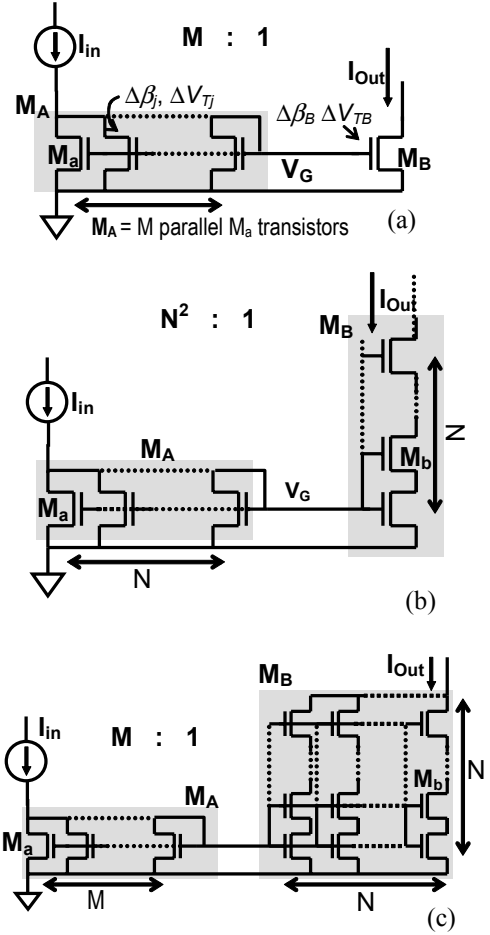 I_in
M : 1
I_Out
Δβ_j, ΔV_Tj
M_A
Δβ_B ΔV_TB
M_a
M_B
V_G
M_A = M parallel M_a transistors
(a)
I_Out
N² : 1
M_B
I_in
N
M_A
M_b
V_G
M_a
N
(b)
I_Out
M_B
I_in
M : 1
N
M_A
M_b
M_a
M
N
(c)